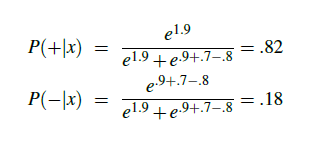 P(+|x) = e^{1.9} / (e^{1.9} + e^{.9+.7−.8}) = .82
P(−|x) = e^{.9+.7−.8} / (e^{1.9} + e^{.9+.7−.8}) = .18